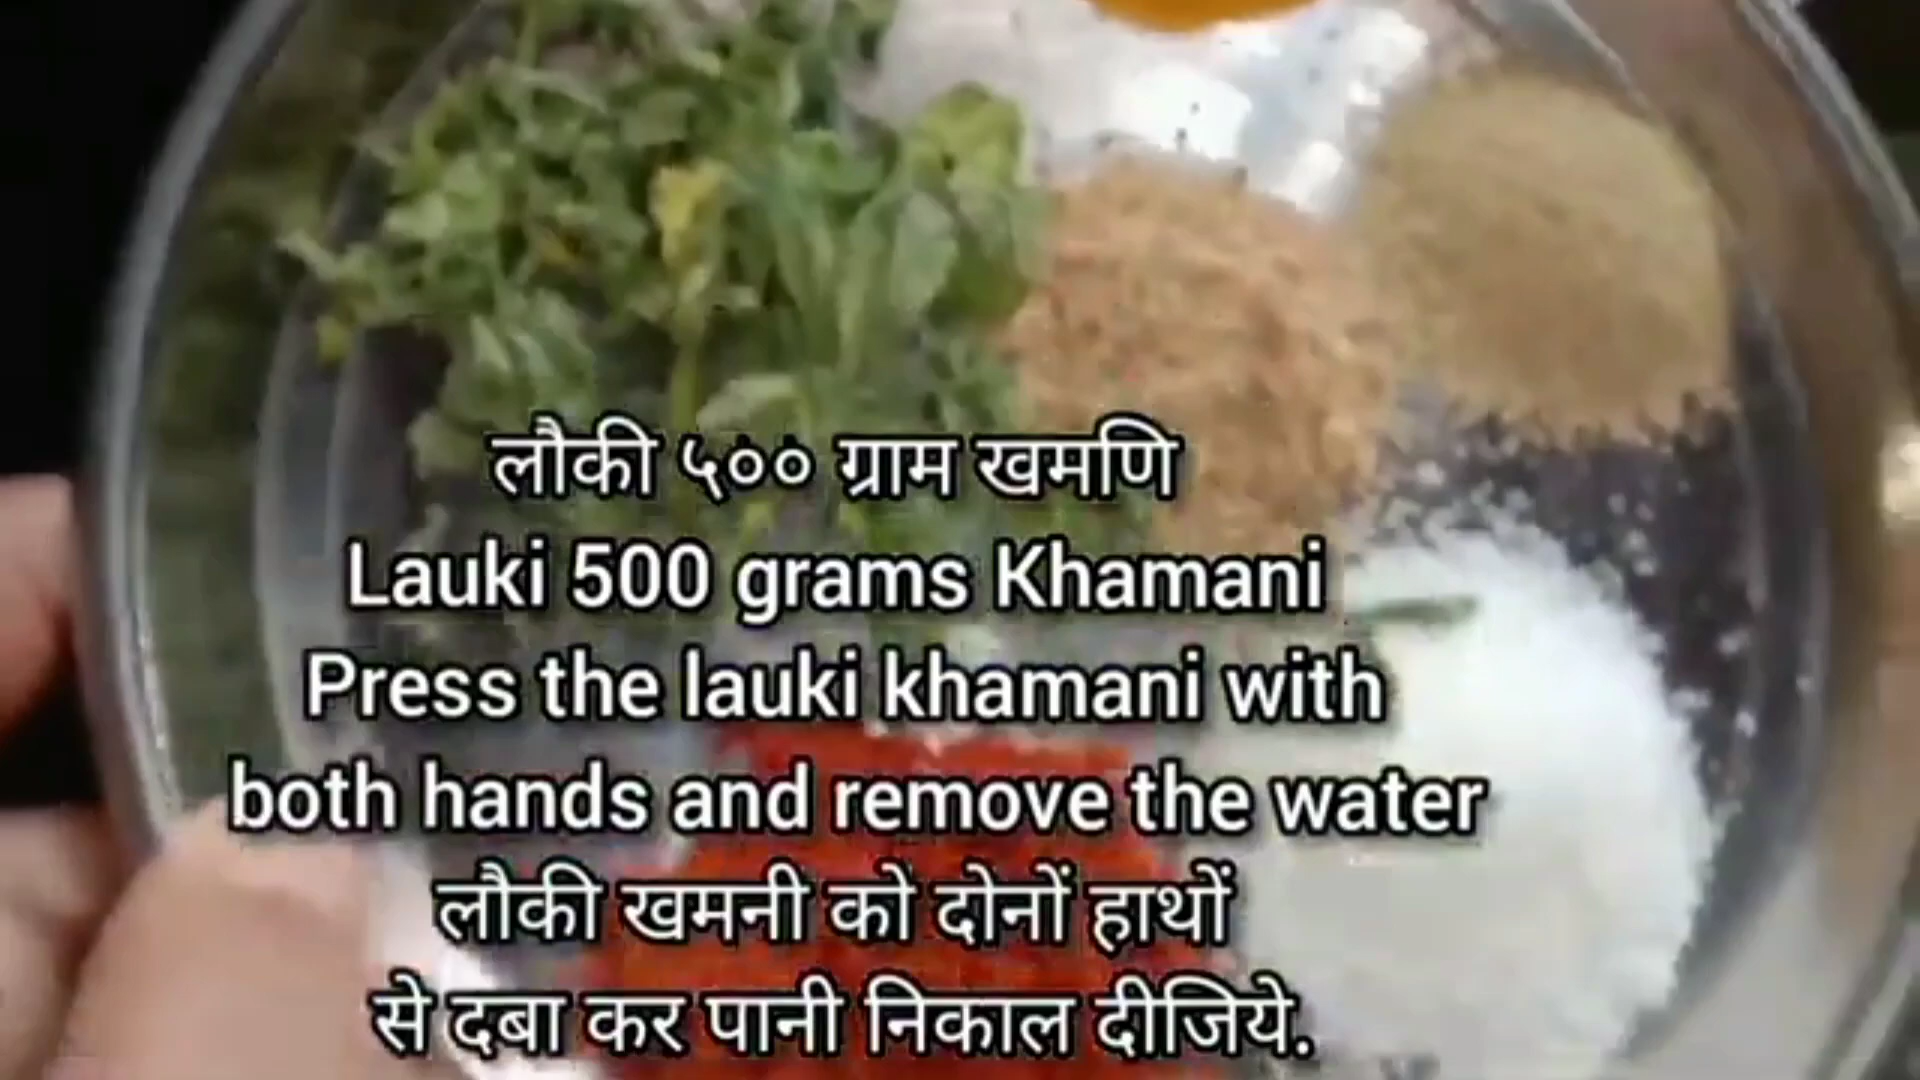 लौकी ५०० ग्राम खमणि
Lauki 500 grams Khamani
Press the lauki khamani with
both hands and remove the water
लौकी खमनी को दोनों हाथों
से दबा कर पानी निकाल दीजिये.